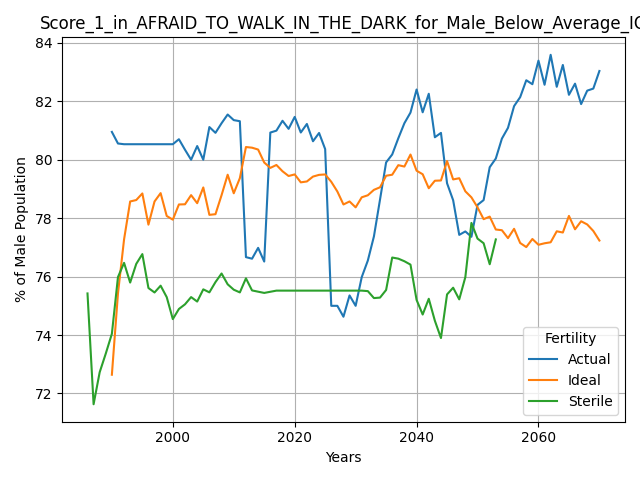 Score_1_in_AFRAID_TO_WALK_IN_THE_DARK_for_Male_Below_Average_IQ
84
82
80
78
76
74
72
% of Male Population
2000
2020
2040
2060
Years
Fertility
Actual
Ideal
Sterile